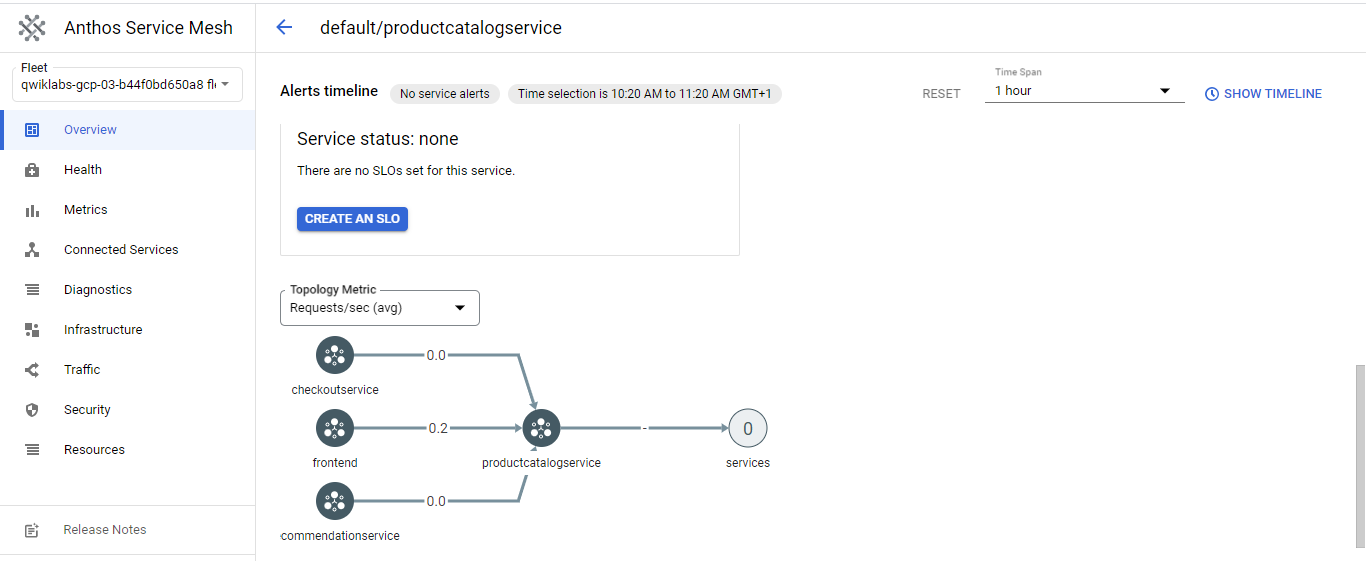 Anthos Service Mesh
default/productcatalogservice
Fleet
qwiklabs-gcp-03-b44f0bd650a8
Overview
Health
Metrics
Connected Services
Diagnostics
Infrastructure
Traffic
Security
Resources
Release Notes
Alerts timeline
No service alerts
Time selection is 10:20 AM to 11:20 AM GMT+1
RESET
Time Span
1 hour
SHOW TIMELINE
Service status: none
There are no SLOs set for this service.
CREATE AN SLO
Topology Metric
Requests/sec (avg)
0.0
checkoutservice
0.2
-
0
frontend
productcatalogservice
services
0.0
commendationservice